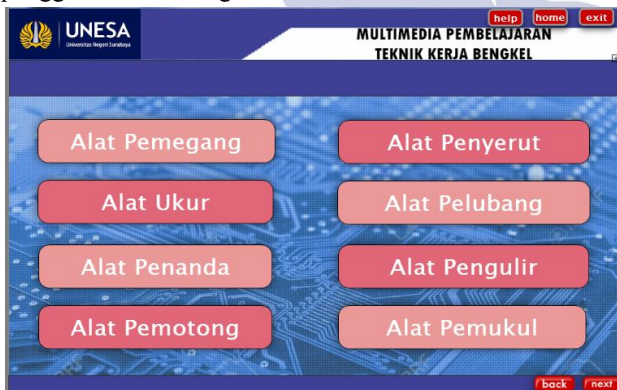 help home exit
UNESA
Universitas Negeri Surabaya
MULTIMEDIA PEMBELAJARAN
TEKNIK KERJA BENGKEL
Alat Pemegang
Alat Penyerut
Alat Ukur
Alat Pelubang
Alat Penanda
Alat Pengulir
Alat Pemotong
Alat Pemukul
back next